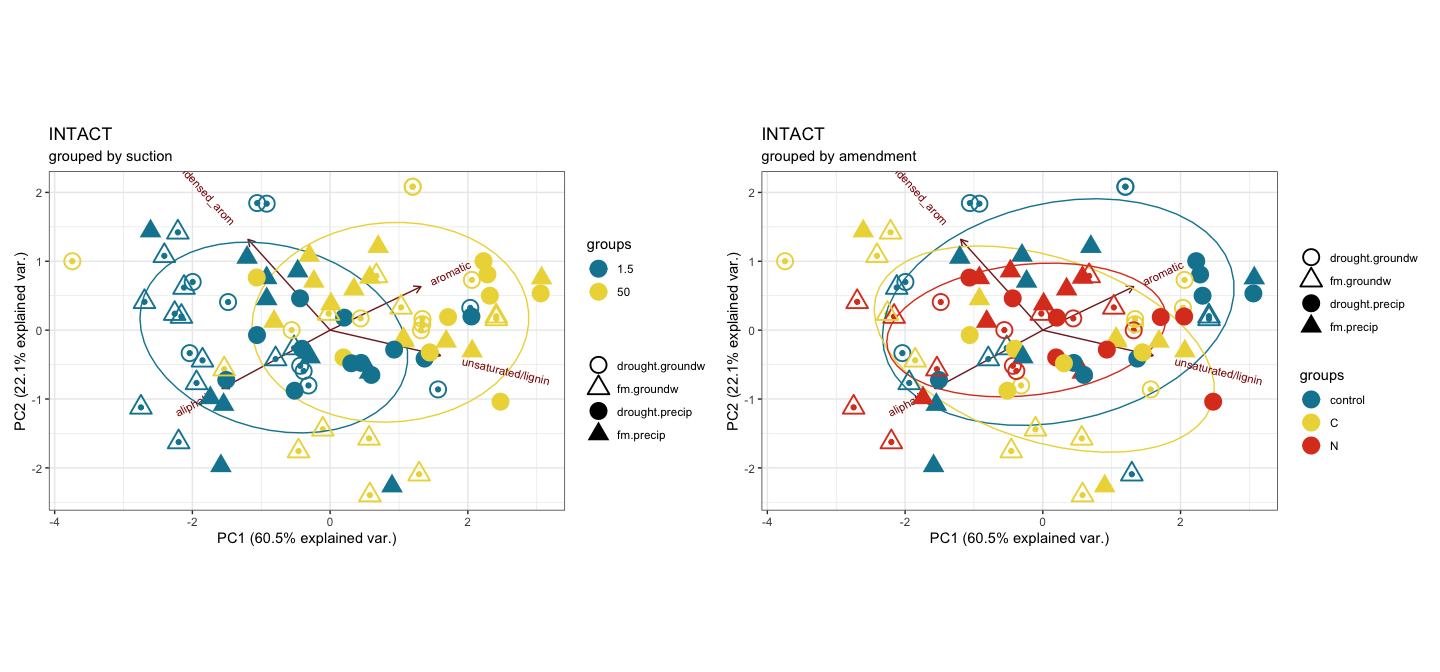 INTACT
grouped by suction
densed_arom
aromatic
unsaturated/lignin
aliph
2
1
0
-1
-2
-4
-2
0
2
PC1 (60.5% explained var.)
PC2 (22.1% explained var.)
groups
1.5
50
drought.groundw
fm.groundw
drought.precip
fm.precip
INTACT
grouped by amendment
densed_arom
aromatic
unsaturated/lignin
aliph
2
1
0
-1
-2
-4
-2
0
2
PC1 (60.5% explained var.)
PC2 (22.1% explained var.)
drought.groundw
fm.groundw
drought.precip
fm.precip
groups
control
C
N